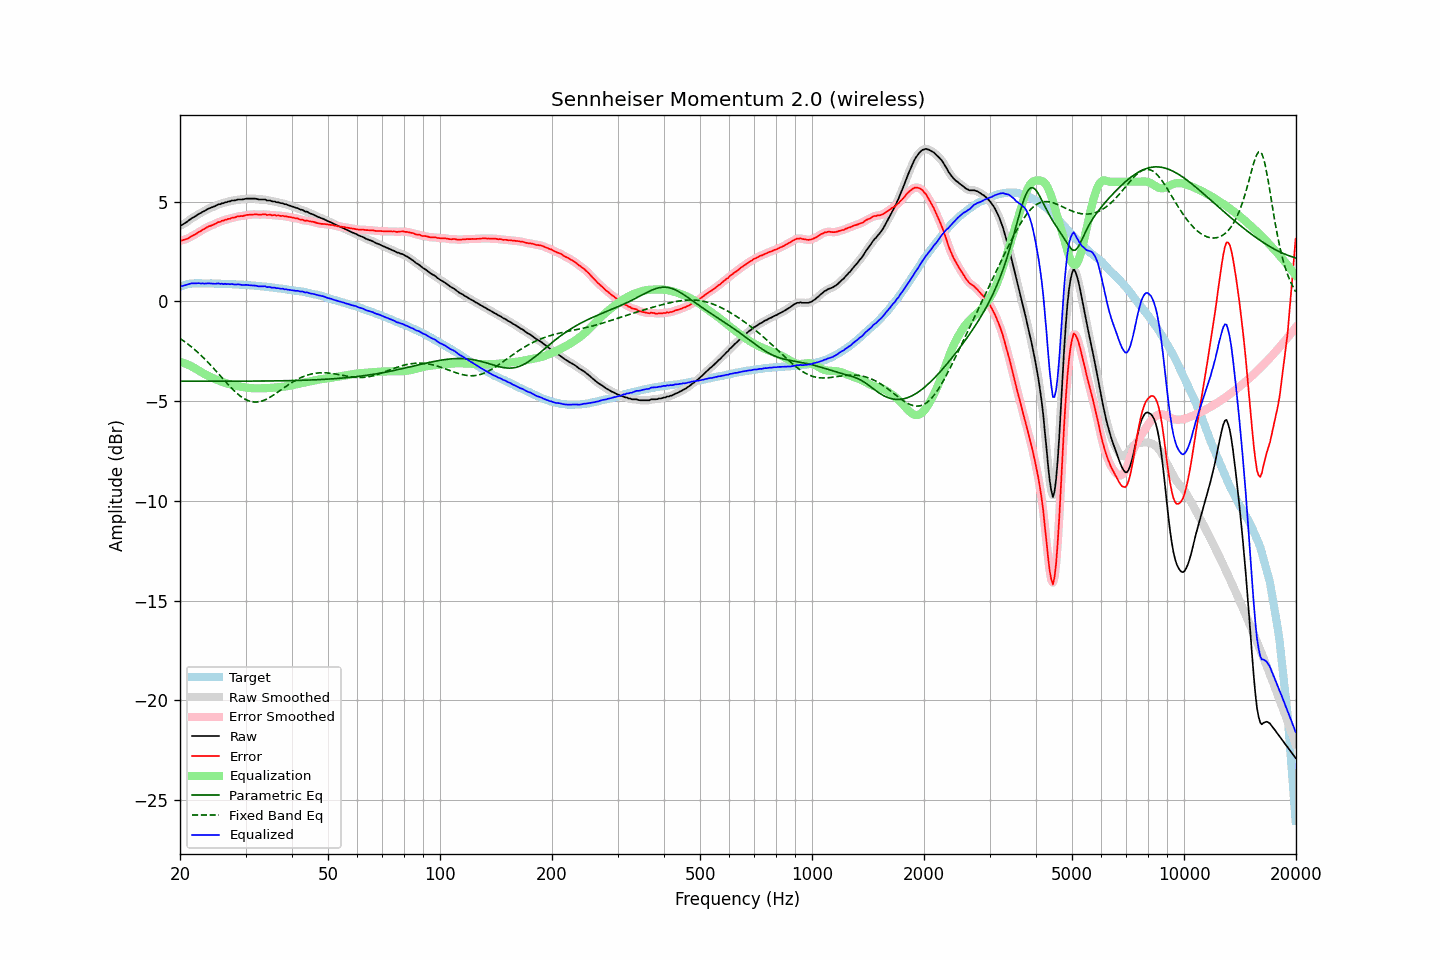 Sennheiser Momentum 2.0 (wireless)
Amplitude (dBr)
5
0
−5
−10
−15
−20
−25
Target
Raw Smoothed
Error Smoothed
Raw
Error
Equalization
Parametric Eq
Fixed Band Eq
Equalized
20 50 100 200 500 1000 2000 5000 10000 20000
Frequency (Hz)